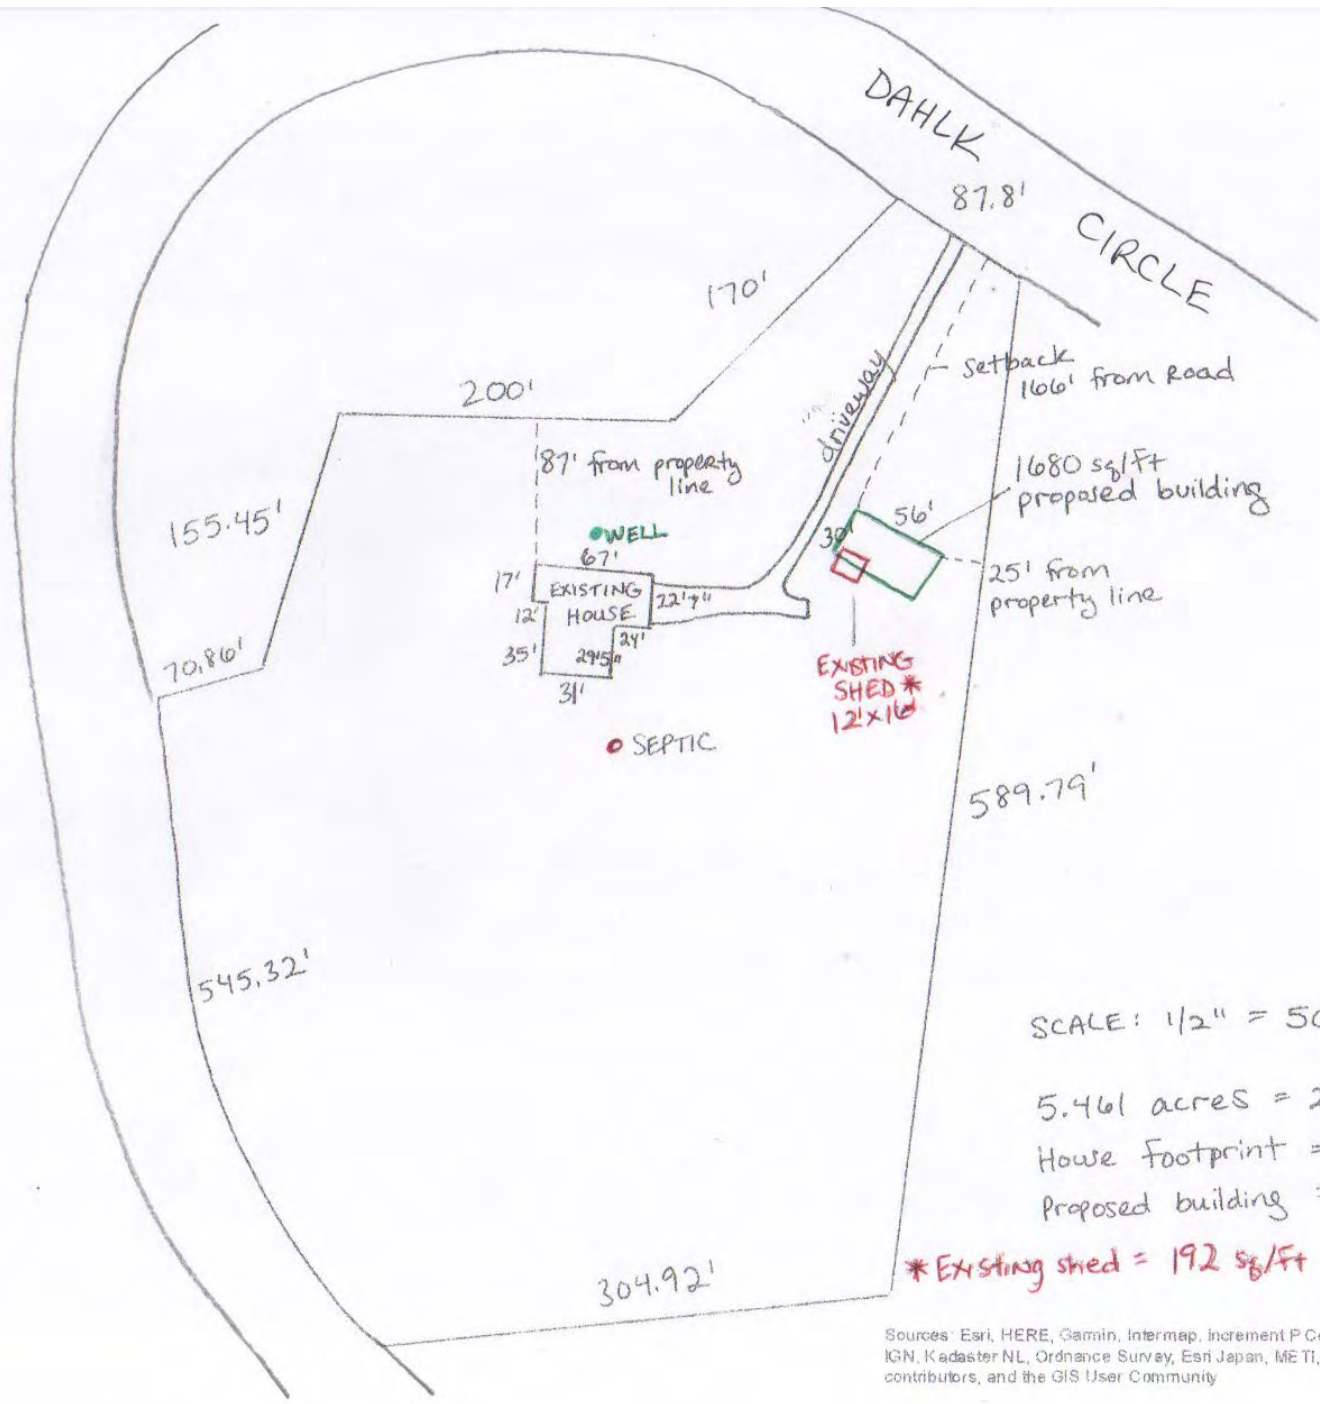 DAHLK
CIRCLE
87.8'
170'
200'
driveway
setback
166' from Road
87' from property
line
1680 sq/ft
proposed building
56'
30'
WELL
67'
17'
EXISTING
HOUSE
22'7"
12'
24'
35'
29'5"
31'
25' from
property line
155.45'
70.86'
EXISTING
SHED *
12'x16'
SEPTIC
589.79'
545.32'
SCALE: 1/2" = 50
5.461 acres = 2
House footprint =
Proposed building =
* Existing shed = 192 sq/ft
304.92'
Sources: Esri, HERE, Garmin, Intermap, Increment P Co
IGN, Kadaster NL, Ordnance Survey, Esri Japan, METI,
contributors, and the GIS User Community